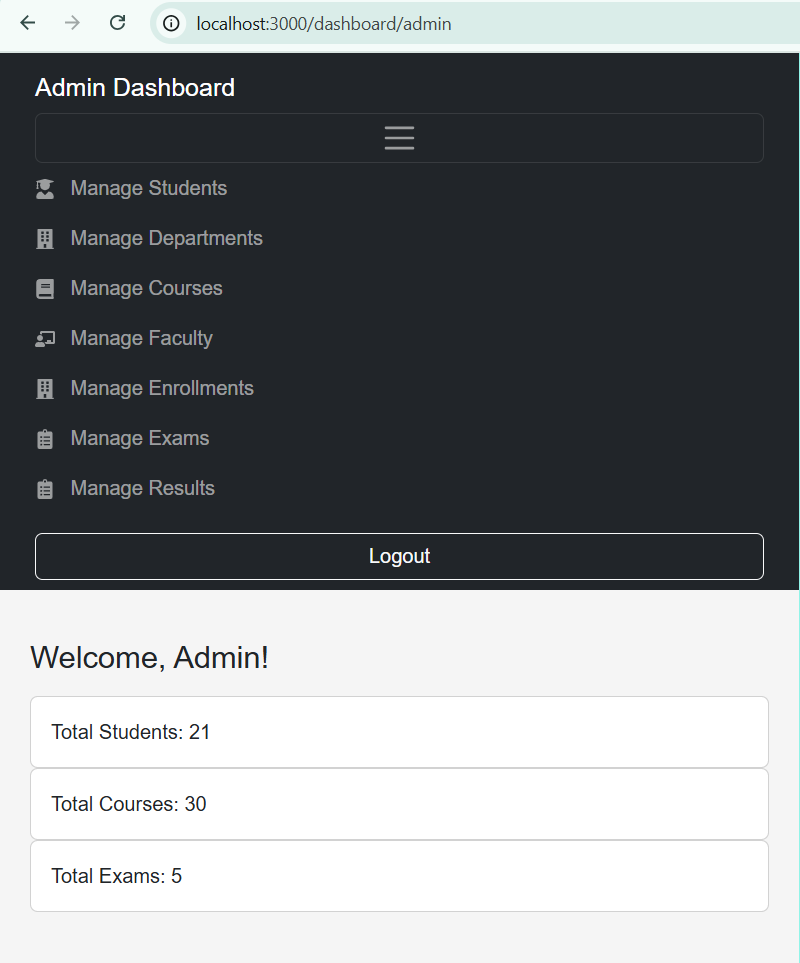 localhost:3000/dashboard/admin
Admin Dashboard
Manage Students
Manage Departments
Manage Courses
Manage Faculty
Manage Enrollments
Manage Exams
Manage Results
Logout
Welcome, Admin!
Total Students: 21
Total Courses: 30
Total Exams: 5